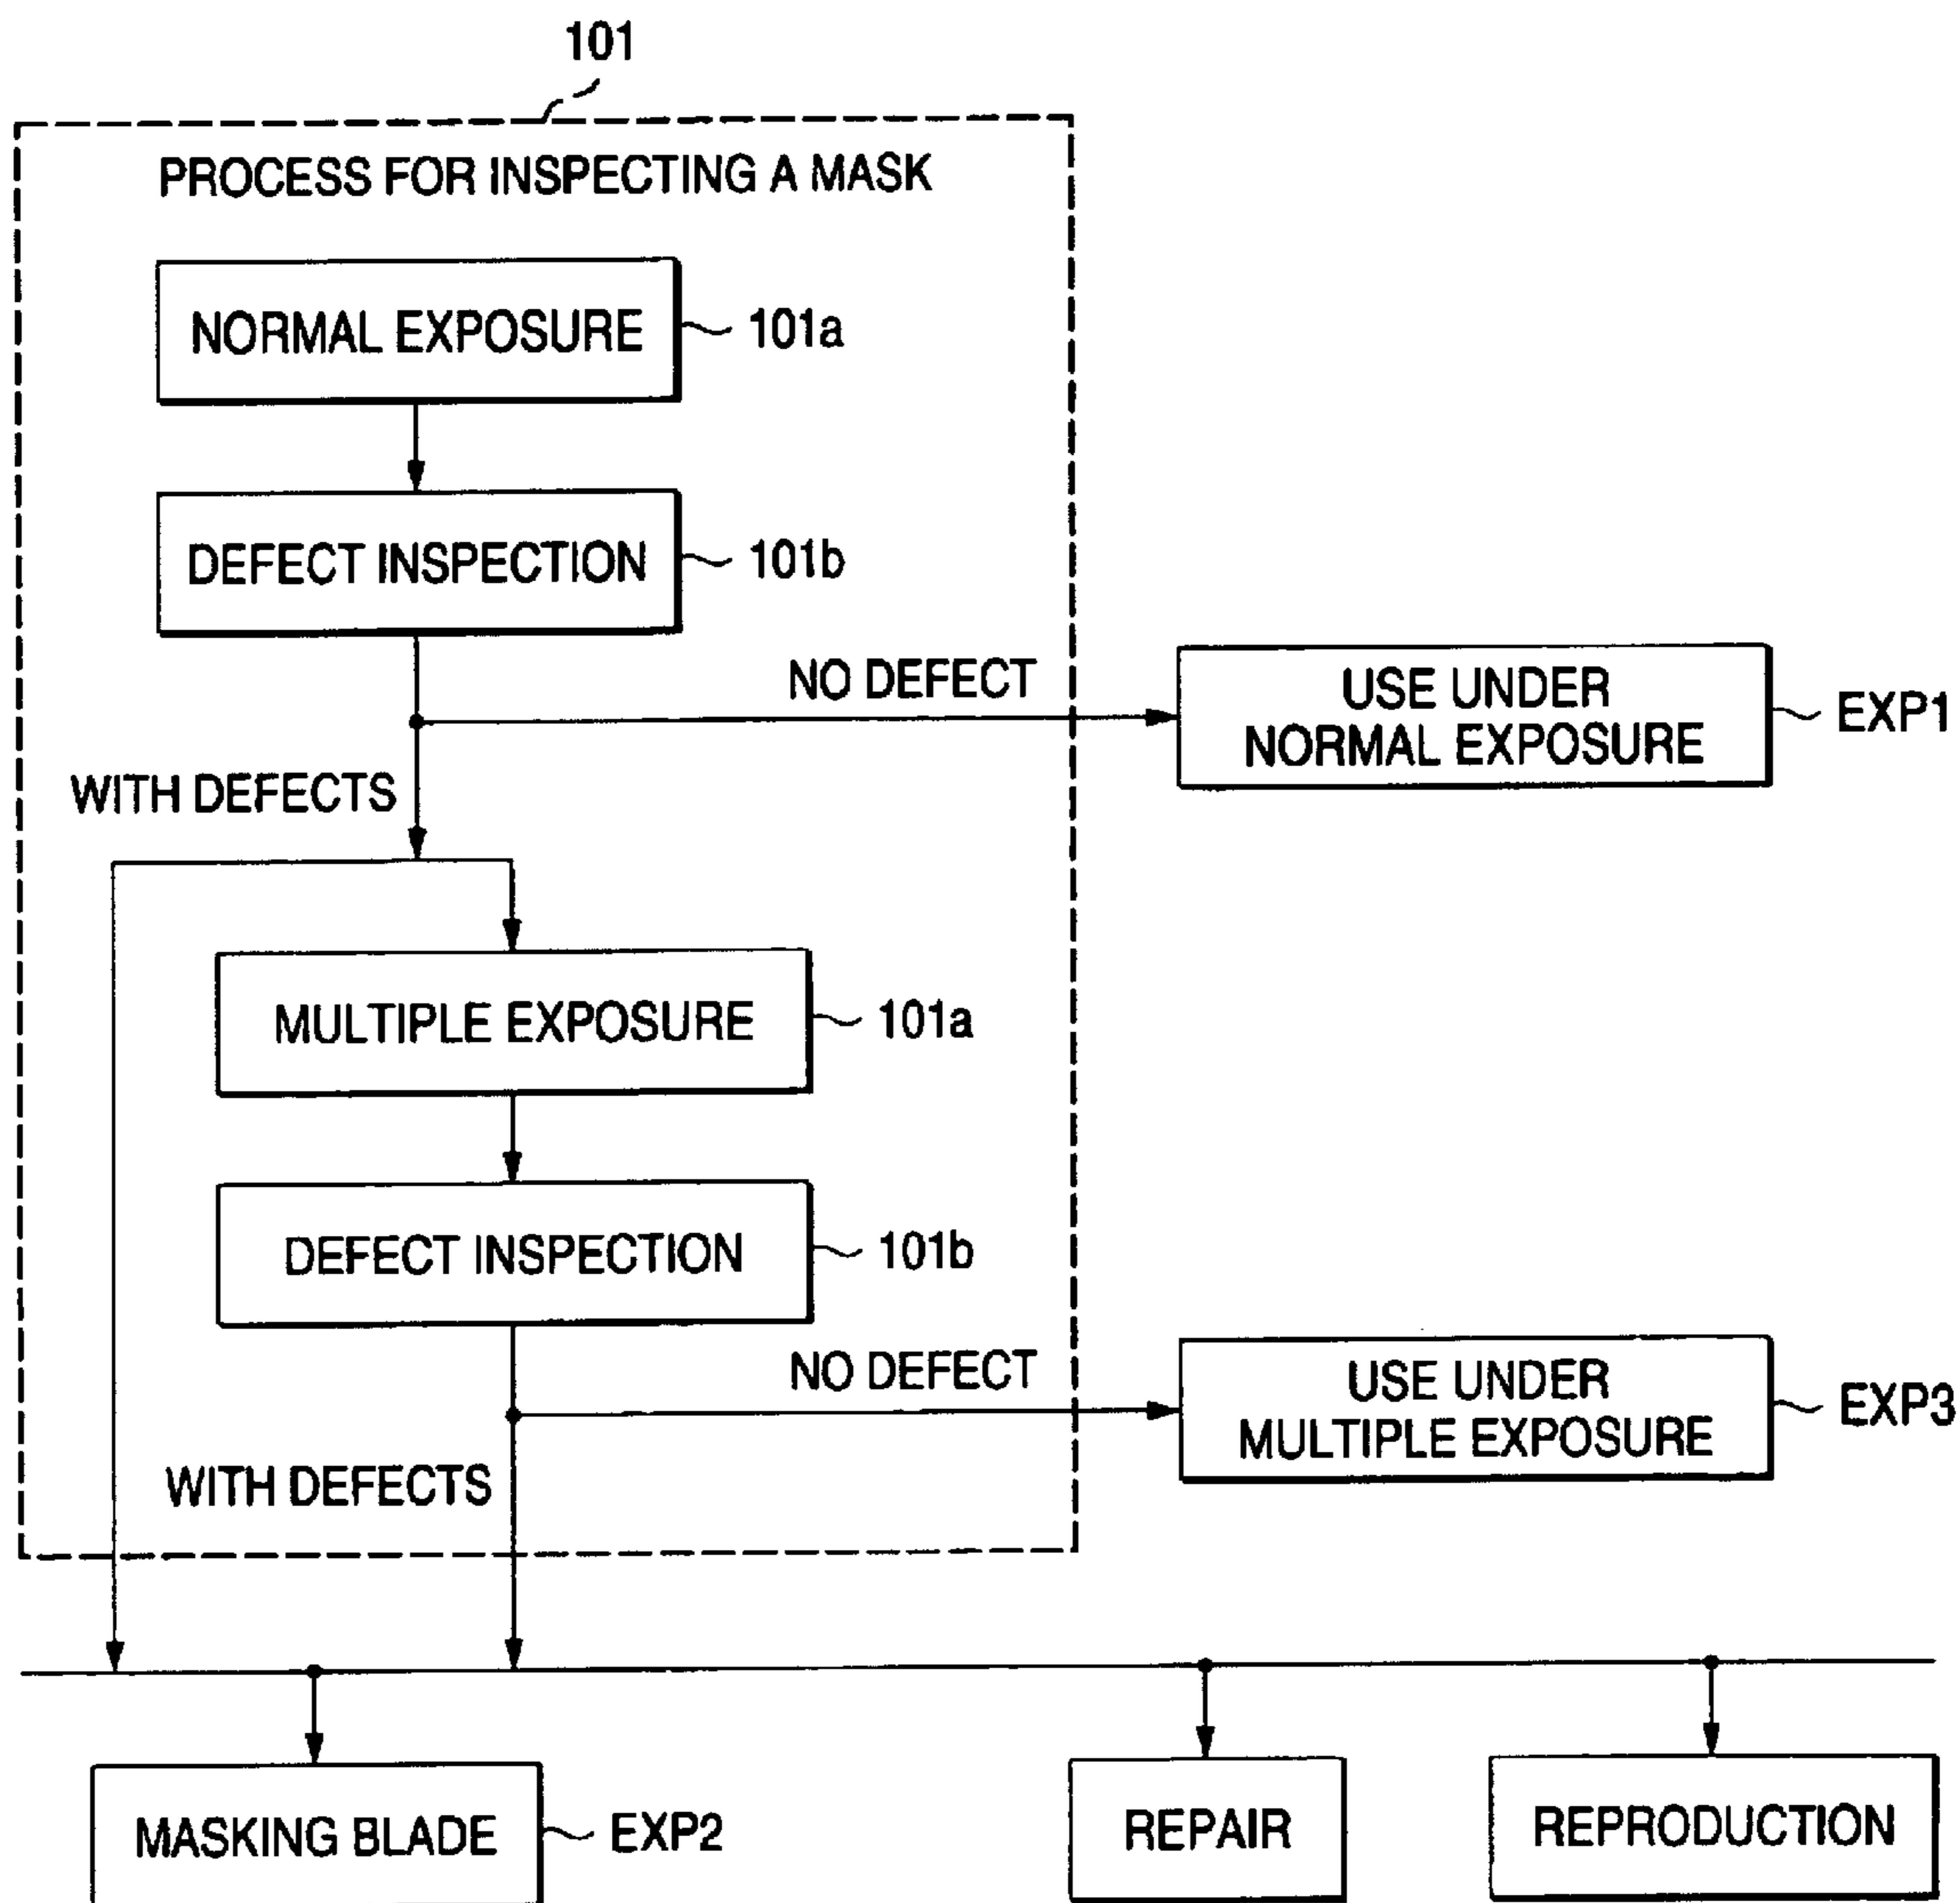 101
PROCESS FOR INSPECTING A MASK
NORMAL EXPOSURE
101a
DEFECT INSPECTION
101b
NO DEFECT
USE UNDER
NORMAL EXPOSURE
EXP1
WITH DEFECTS
MULTIPLE EXPOSURE
101a
DEFECT INSPECTION
101b
NO DEFECT
USE UNDER
MULTIPLE EXPOSURE
EXP3
WITH DEFECTS
MASKING BLADE
EXP2
REPAIR
REPRODUCTION